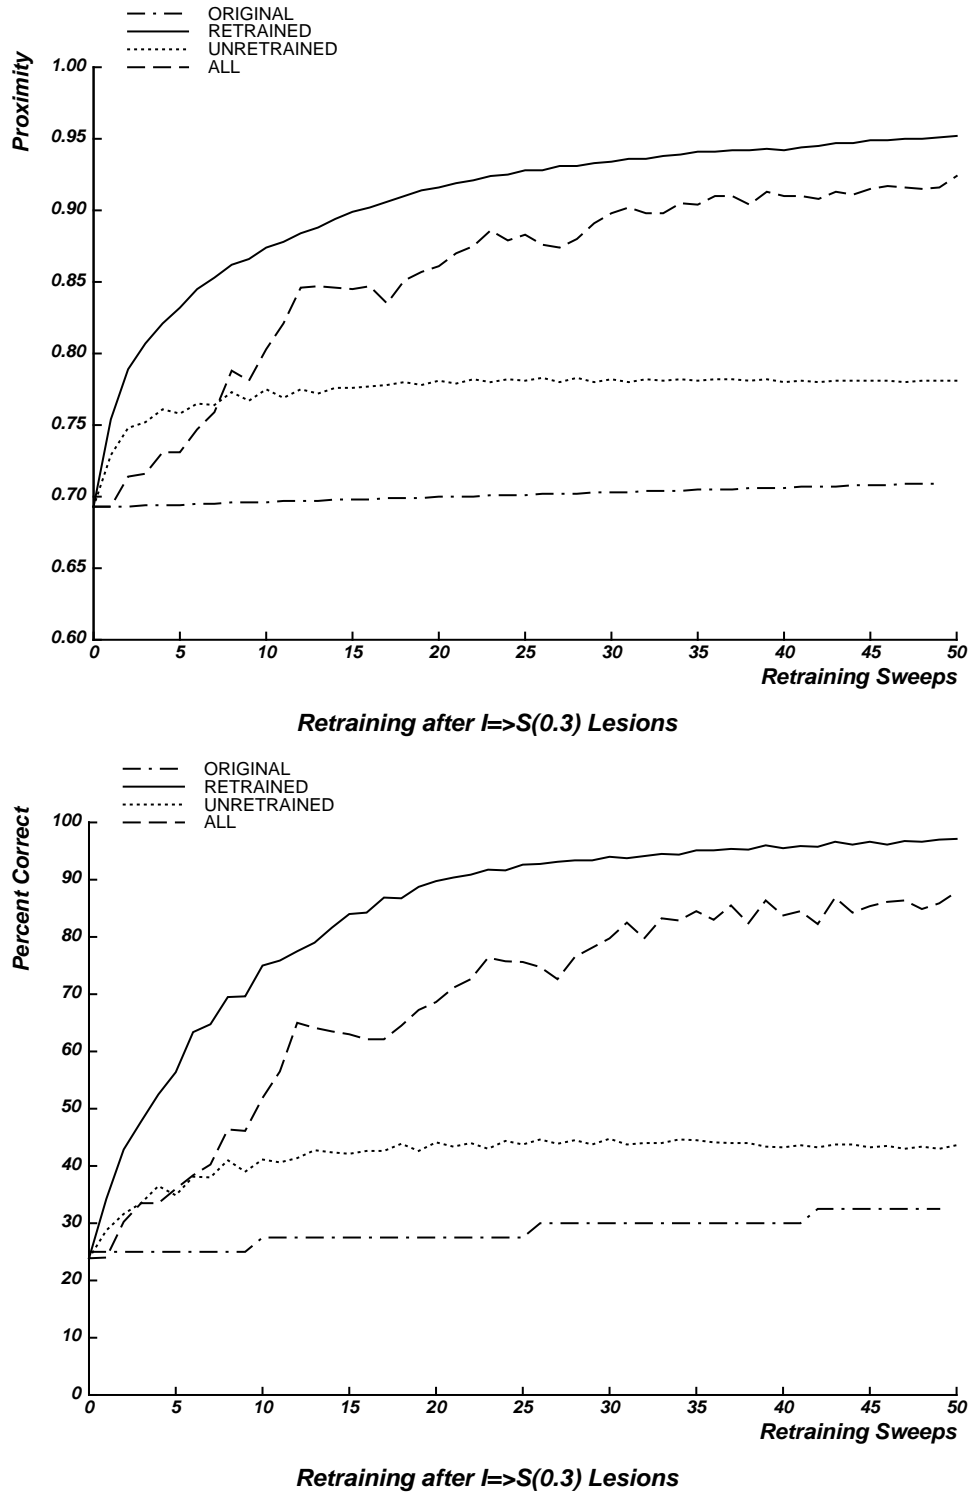 ORIGINAL
RETRAINED
UNRETRAINED
ALL
Proximity
1.00
0.95
0.90
0.85
0.80
0.75
0.70
0.65
0.60
0 5 10 15 20 25 30 35 40 45 50
Retraining Sweeps
Retraining after I=>S(0.3) Lesions
ORIGINAL
RETRAINED
UNRETRAINED
ALL
Percent Correct
100
90
80
70
60
50
40
30
20
10
0
0 5 10 15 20 25 30 35 40 45 50
Retraining Sweeps
Retraining after I=>S(0.3) Lesions